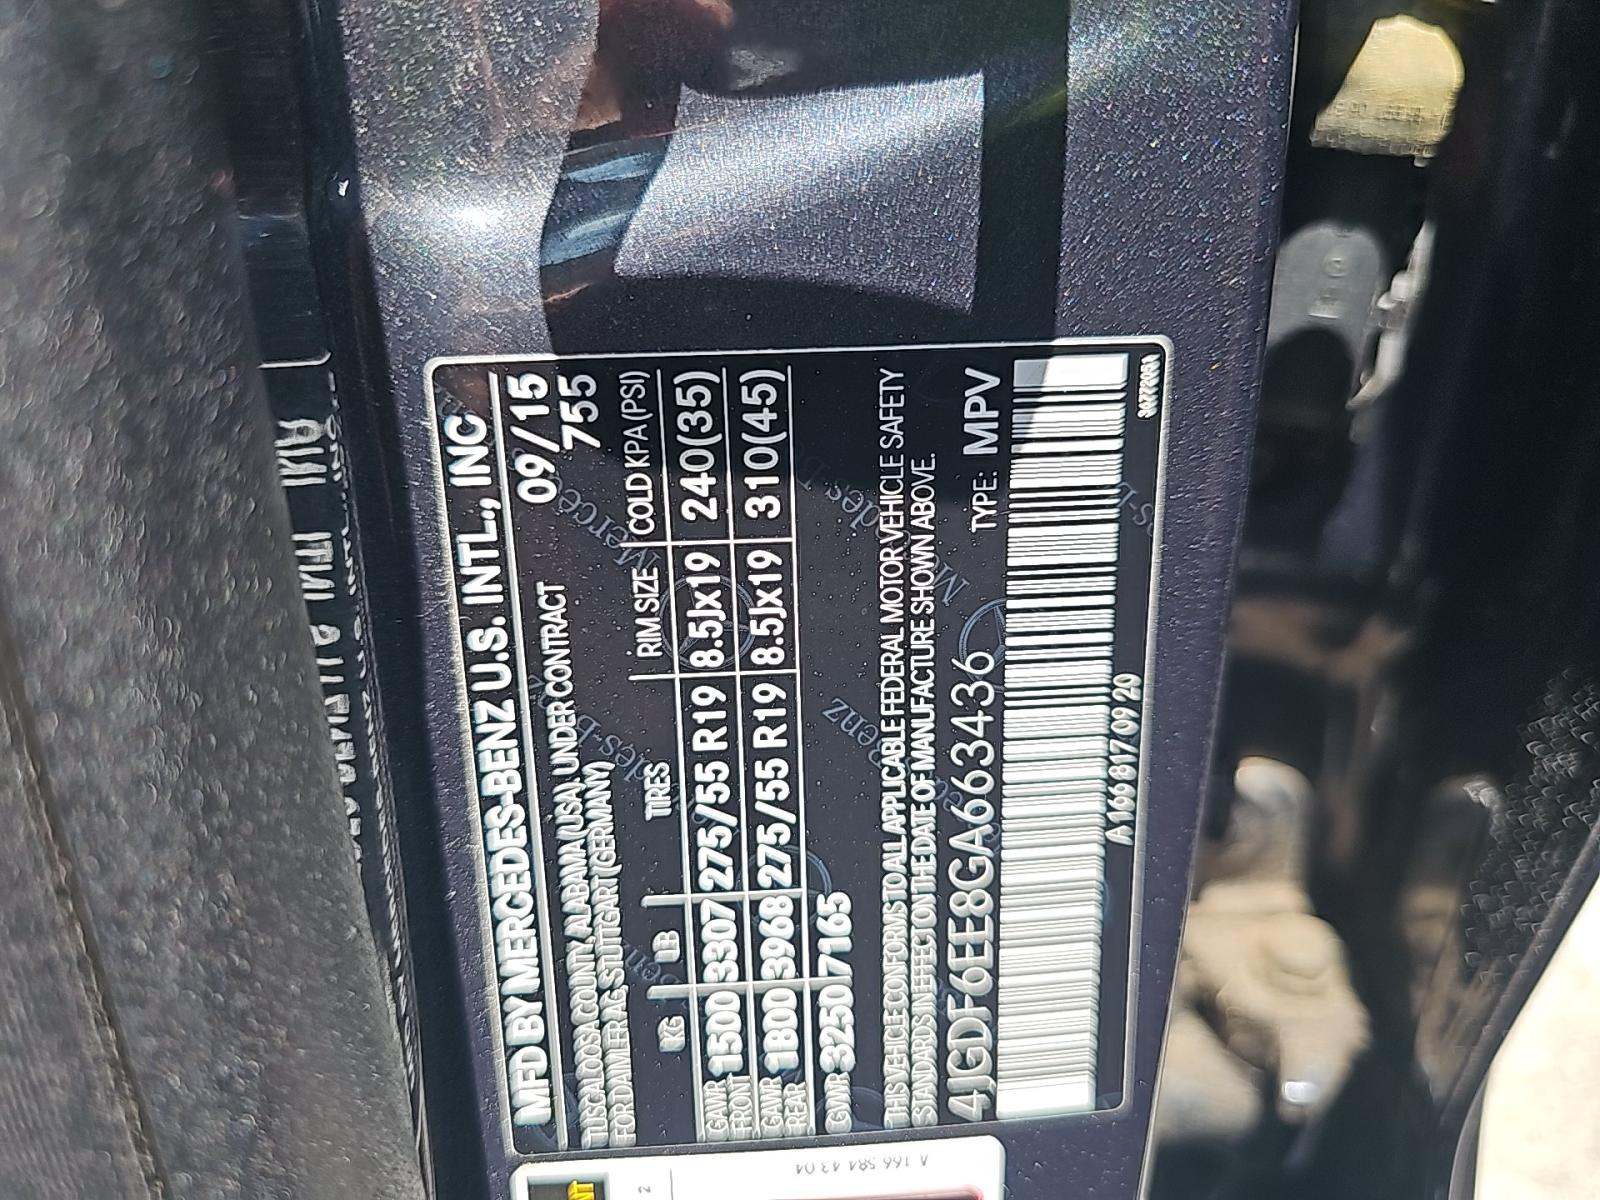 MFD BY MERCEDES-BENZ U.S. INTL., INC
TUSCALOOSA COUNTY, ALABAMA (USA), UNDER CONTRACT 09/15
FOR DAIMLER AG, STUTTGART (GERMANY) 755
KG LB TIRES RIM SIZE COLD KPA (PSI)
GAWR FRONT 1500 3307 275/55 R19 8.5Jx19 240(35)
GAWR REAR 1800 3968 275/55 R19 8.5Jx19 310(45)
GVWR 3250 7165
THIS VEHICLE CONFORMS TO ALL APPLICABLE FEDERAL MOTOR VEHICLE SAFETY
STANDARDS IN EFFECT ON THE DATE OF MANUFACTURE SHOWN ABOVE.
4JGDF6EE8GA663436 TYPE: MPV
A 199 817 09 20
A 166 584 43 04
2